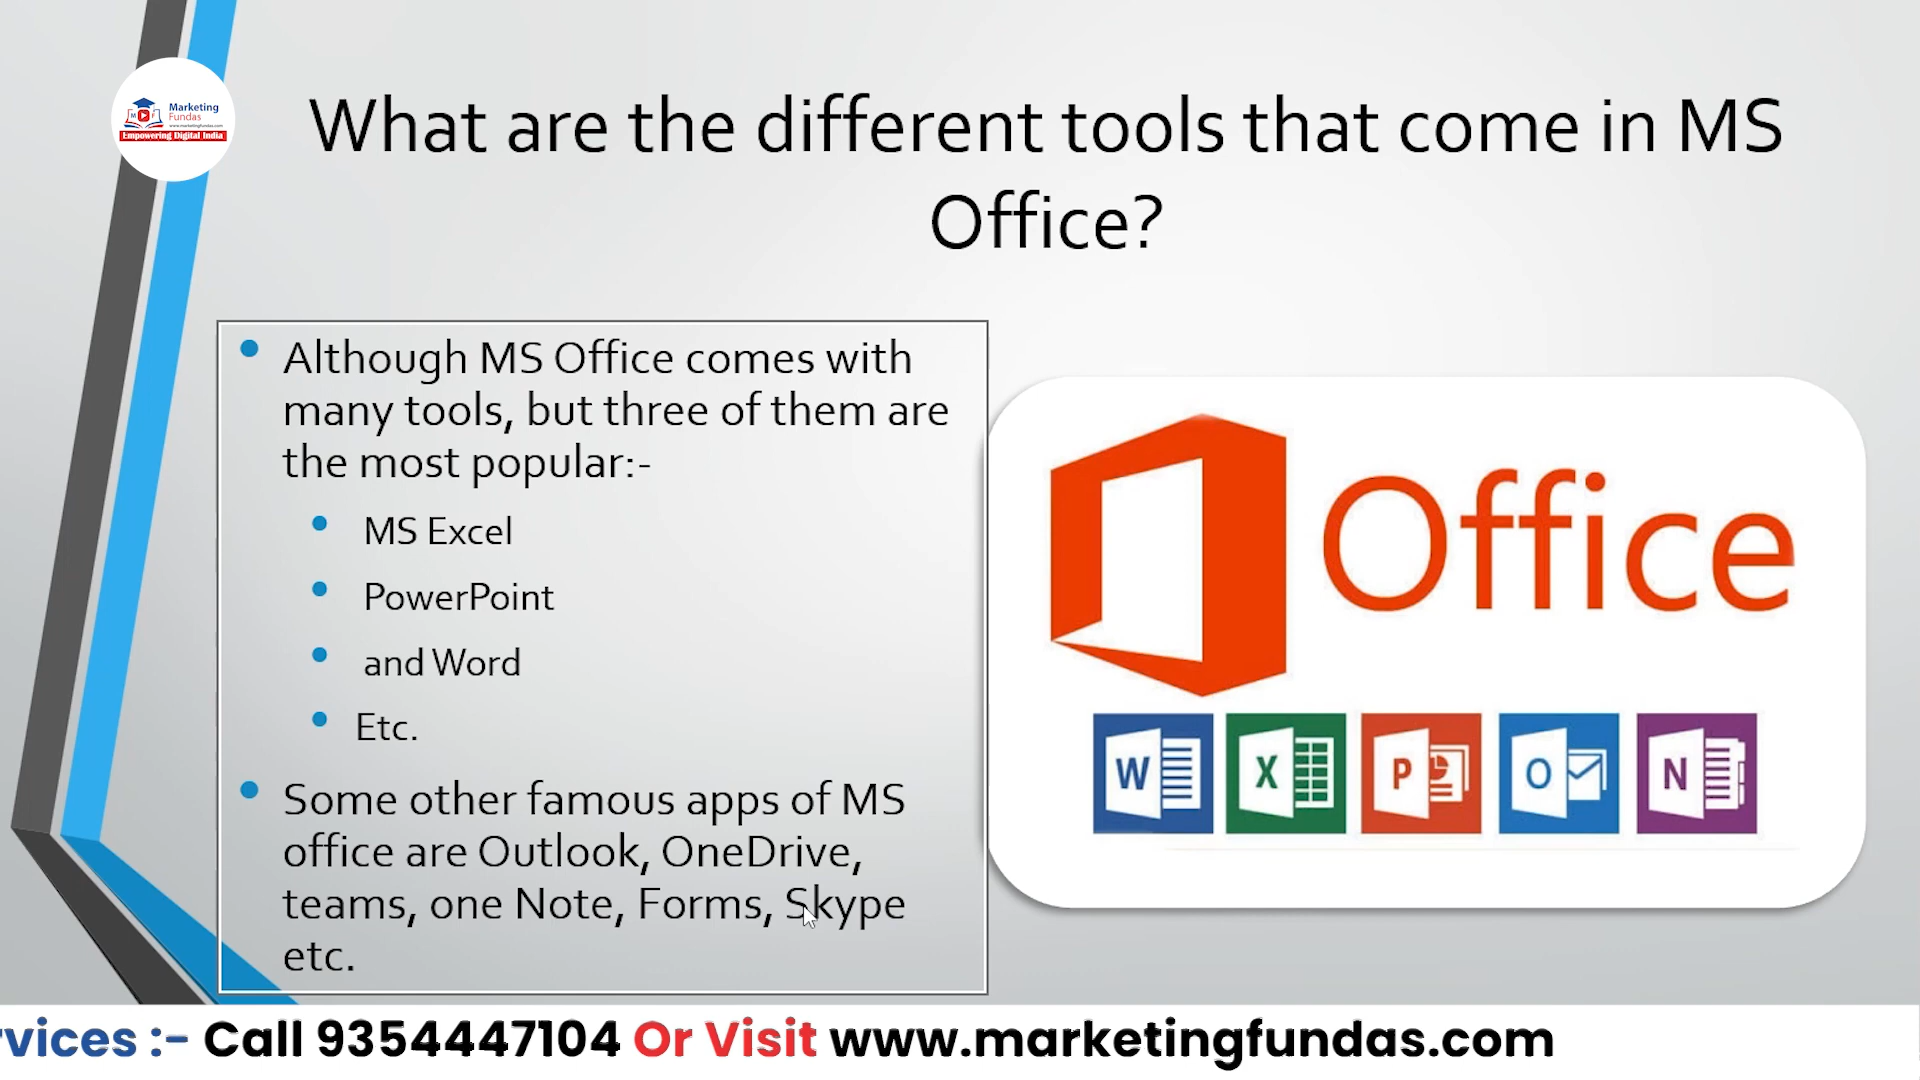 Marketing
Fundas
www.marketingfundas.com
Empowering Digital India
What are the different tools that come in MS
Office?
• Although MS Office comes with
many tools, but three of them are
the most popular:-
• MS Excel
• PowerPoint
• and Word
• Etc.
• Some other famous apps of MS
office are Outlook, OneDrive,
teams, one Note, Forms, Skype
etc.
Office
W X P O N
rvices :- Call 9354447104 Or Visit www.marketingfundas.com